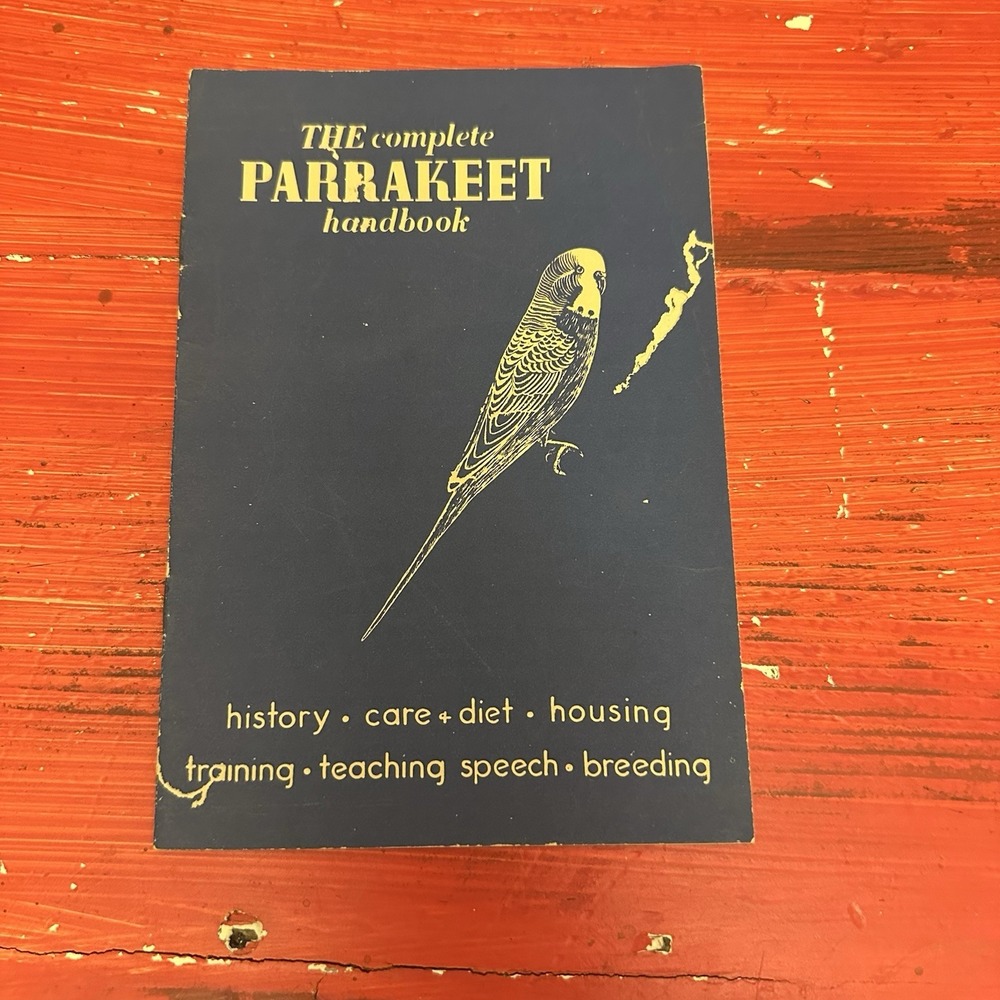 THE complete
PARRAKEET
handbook
history • care + diet • housing
training • teaching speech • breeding